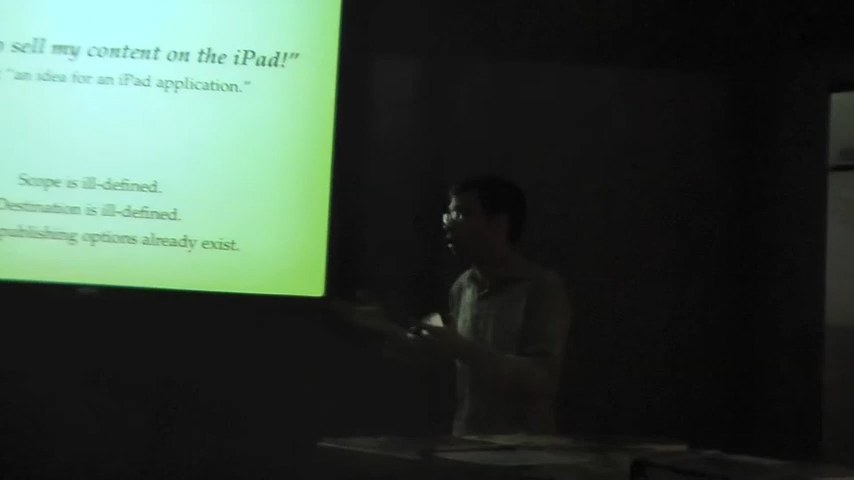 sell my content on the iPad!”
“an idea for an iPad application.”
Scope is ill-defined.
Destination is ill-defined.
publishing options already exist.